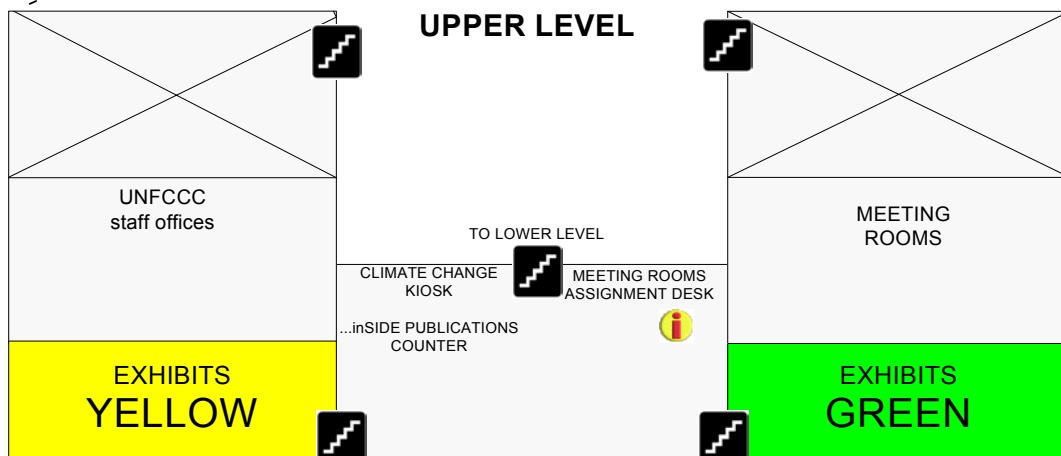 UPPER LEVEL
UNFCCC
staff offices
MEETING
ROOMS
TO LOWER LEVEL
CLIMATE CHANGE
KIOSK
MEETING ROOMS
ASSIGNMENT DESK
...inSIDE PUBLICATIONS
COUNTER
i
EXHIBITS
YELLOW
EXHIBITS
GREEN